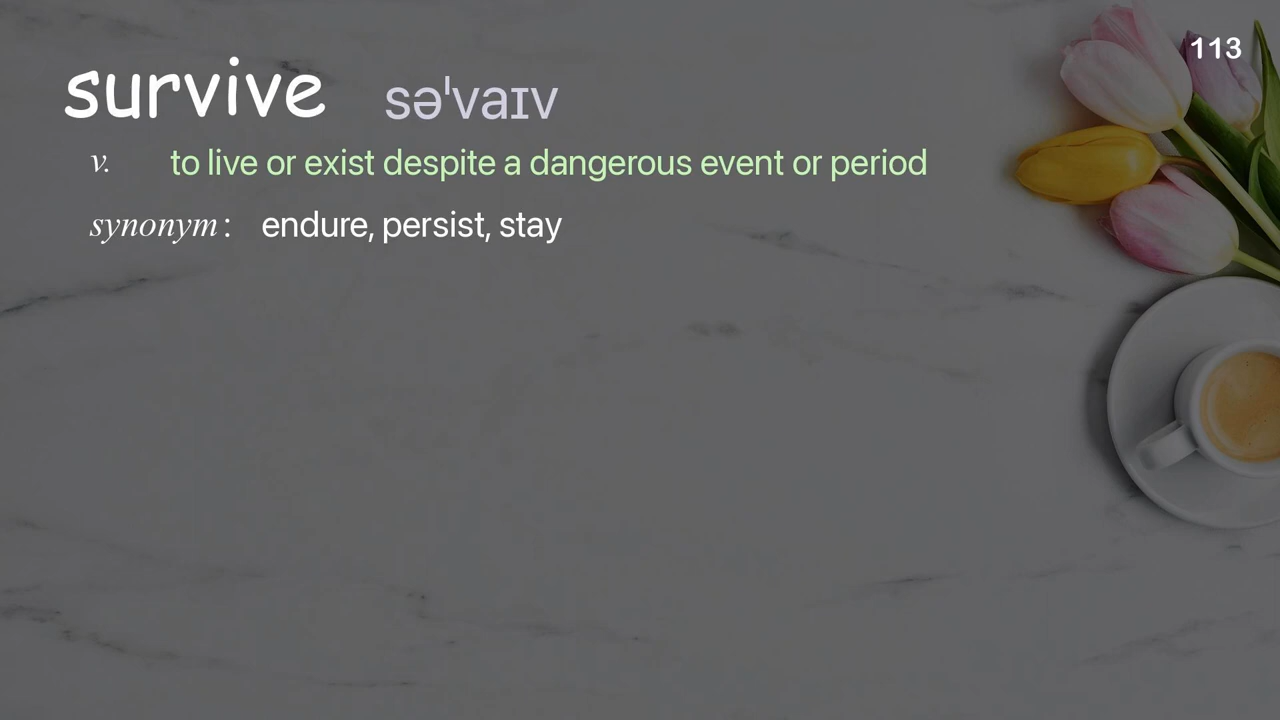 113
survive səˈvaɪv
v. to live or exist despite a dangerous event or period
synonym: endure, persist, stay